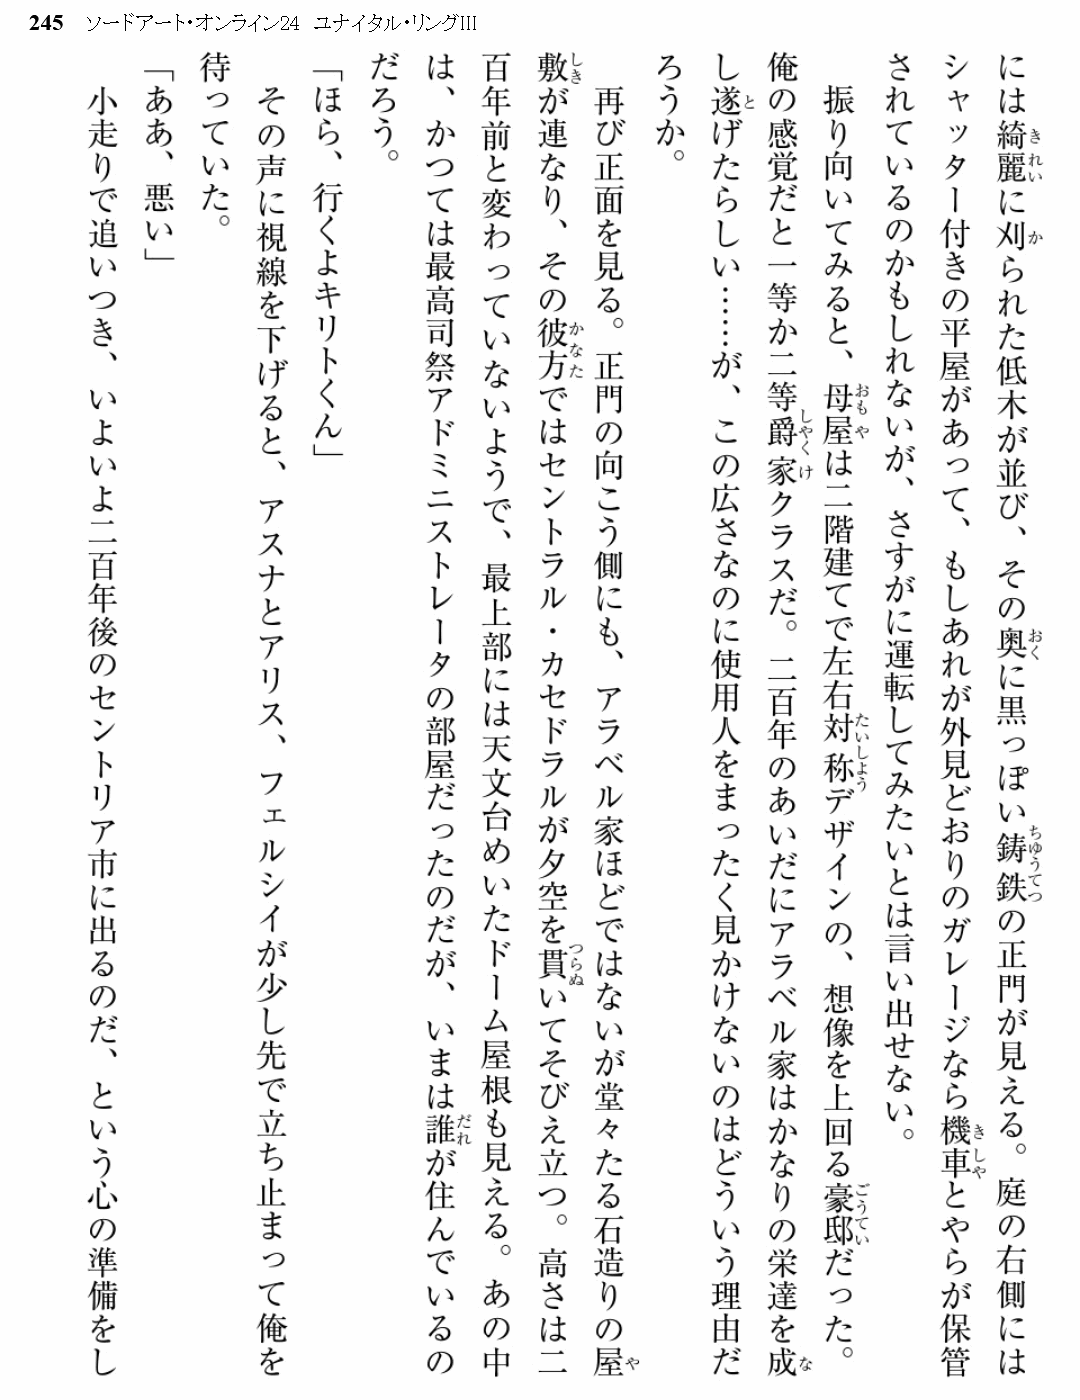 245 ソードアート・オンライン24 ユナイタル・リングIII
には綺麗に刈られた低木が並び、その奥に黒っぽい鋳鉄の正門が見える。庭の右側には
シャッター付きの平屋があって、もしあれが外見どおりのガレージなら機車とやらが保管
されているのかもしれないが、さすがに運転してみたいとは言い出せない。
振り向いてみると、母屋は二階建てで左右対称デザインの、想像を上回る豪邸だった。
俺の感覚だと一等か二等爵家クラスだ。二百年のあいだにアラベル家はかなりの栄達を成
し遂げたらしい……が、この広さなのに使用人をまったく見かけないのはどういう理由だ
ろうか。
再び正面を見る。正門の向こう側にも、アラベル家ほどではないが堂々たる石造りの屋
敷が連なり、その彼方ではセントラル・カセドラルが夕空を貫いてそびえ立つ。高さは二
百年前と変わっていないようで、最上部には天文台めいたドーム屋根も見える。あの中
は、かつては最高司祭アドミニストレータの部屋だったのだが、いまは誰が住んでいるの
だろう。
「ほら、行くよキリトくん」
その声に視線を下げると、アスナとアリス、フェルシイが少し先で立ち止まって俺を
待っていた。
「ああ、悪い」
小走りで追いつき、いよいよ二百年後のセントリア市に出るのだ、という心の準備をし